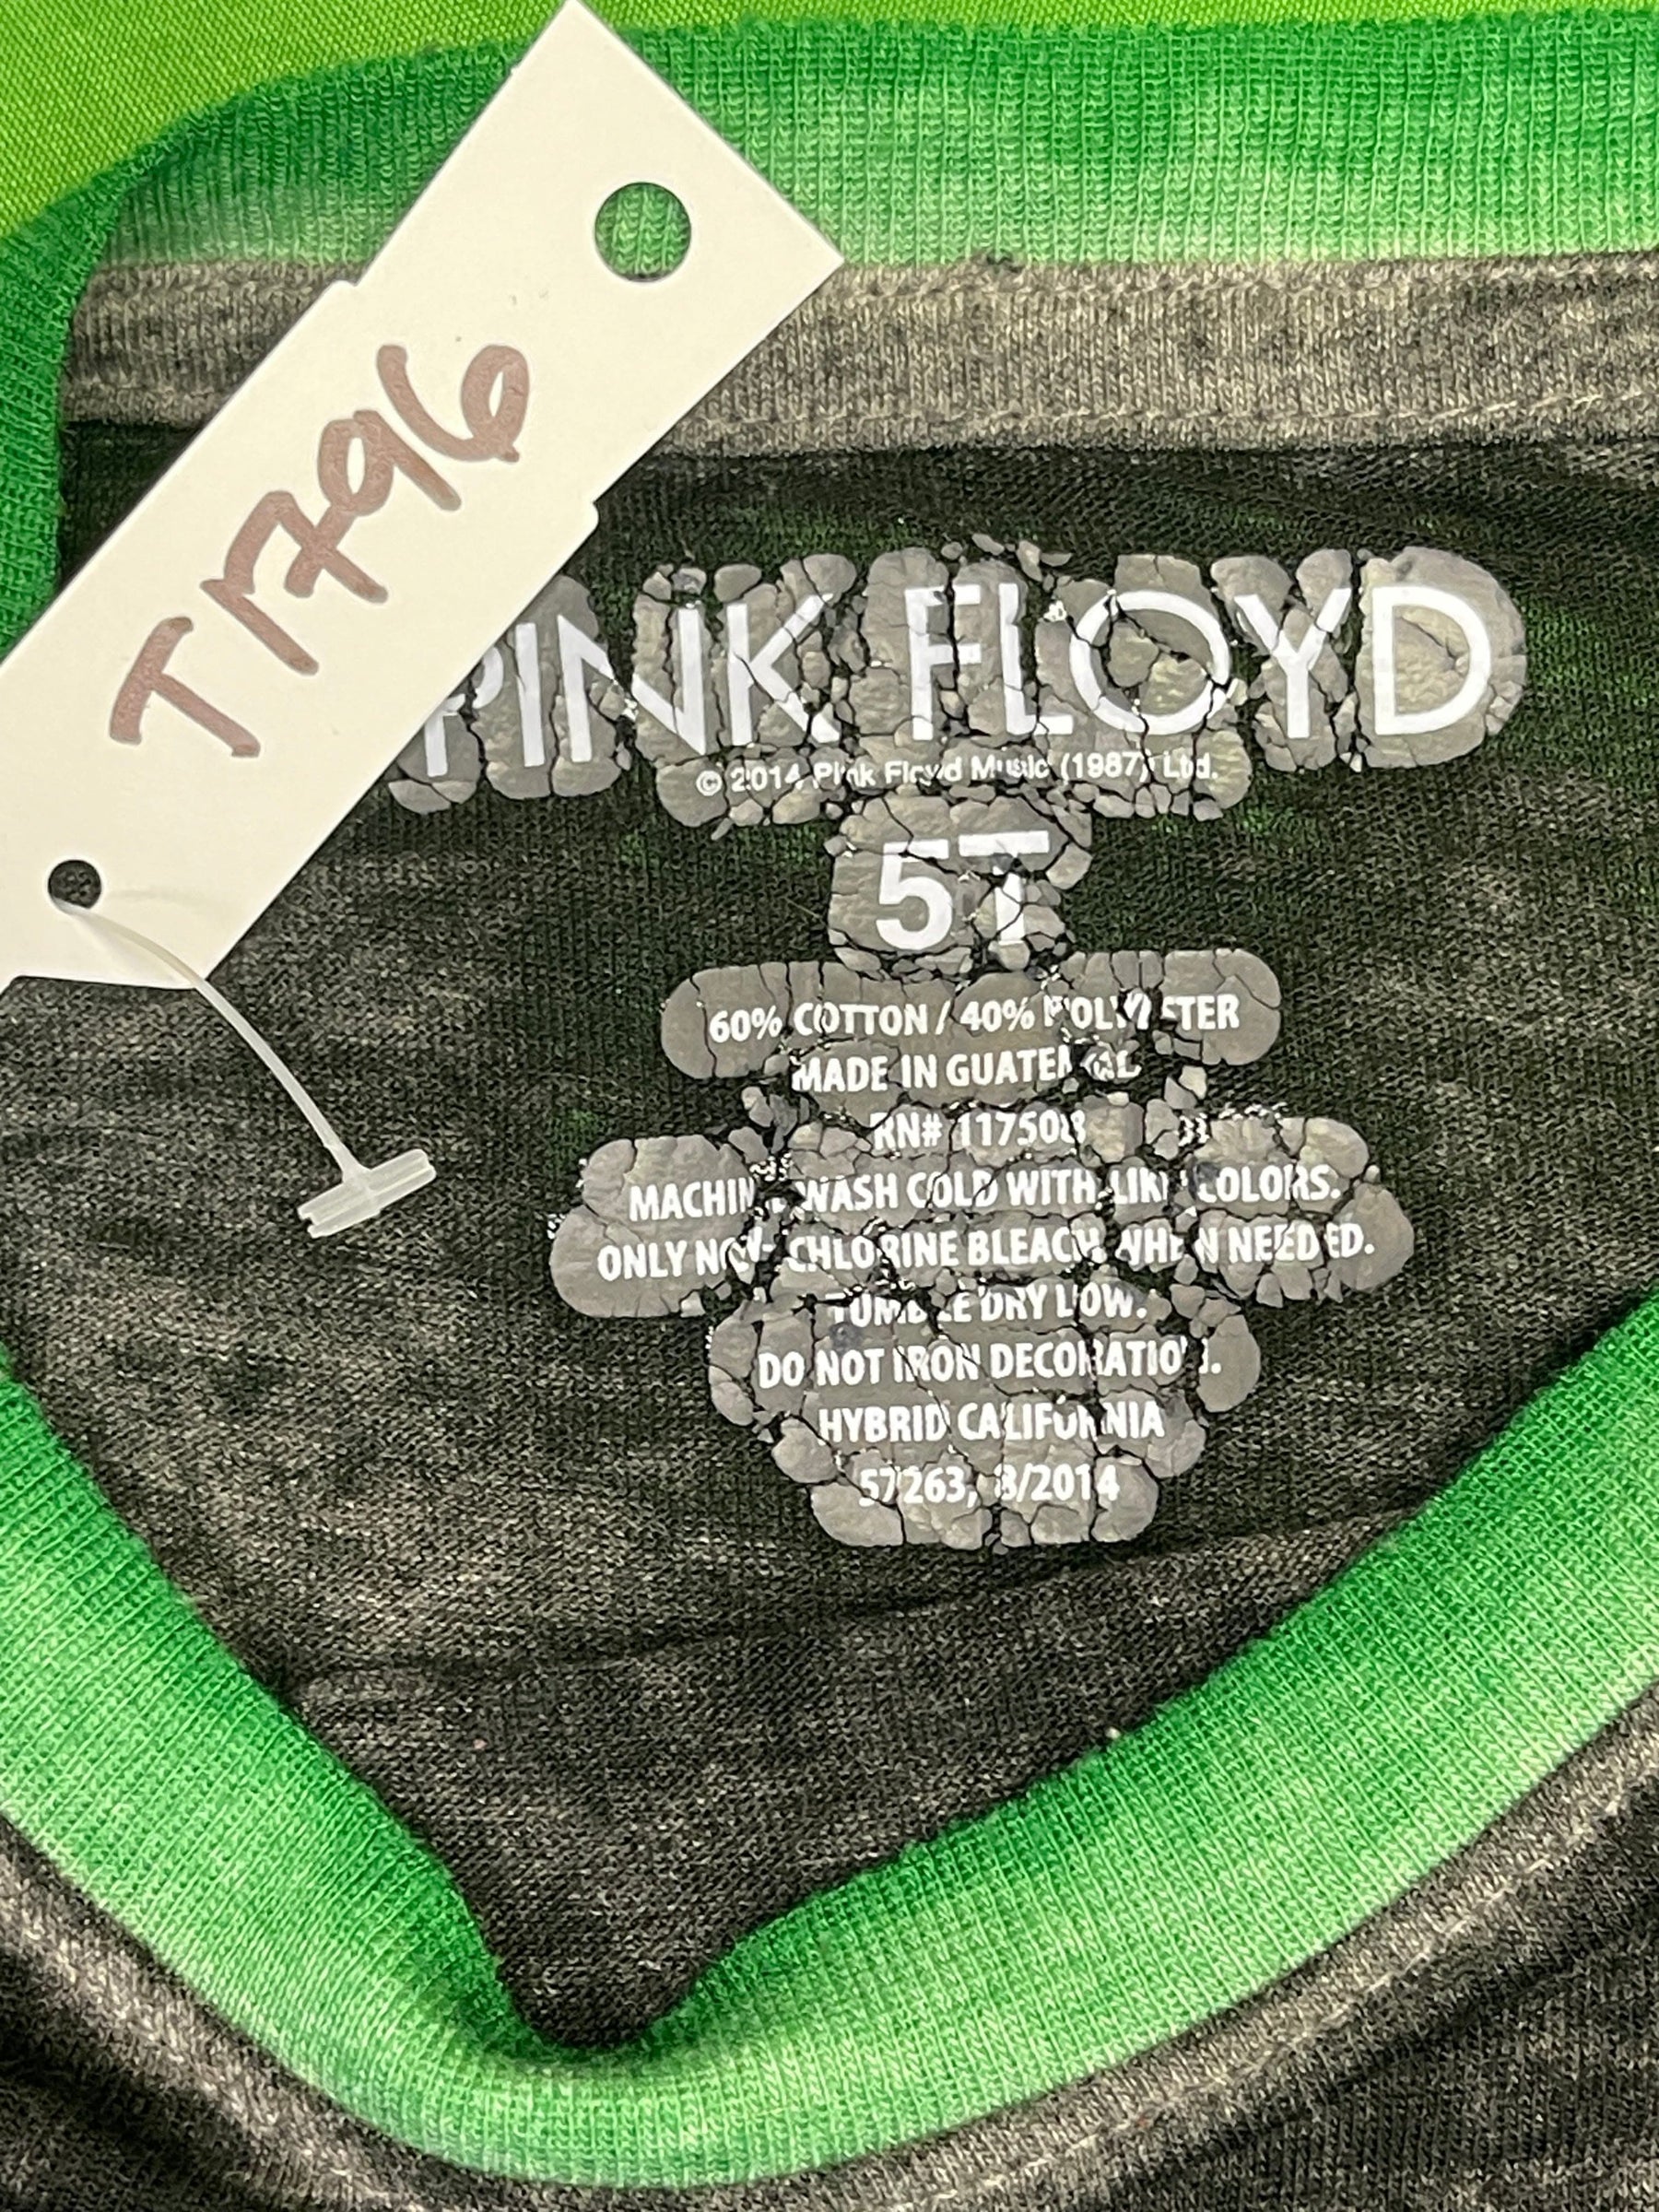 T1796
PINK FLOYD
© 2014 Pink Floyd Music (1987) Ltd.
5T
60% COTTON / 40% POLYESTER
MADE IN GUATEMALA
RN# 117508
MACHINE WASH COLD WITH LIKE COLORS.
ONLY NON-CHLORINE BLEACH WHEN NEEDED.
TUMBLE DRY LOW.
DO NOT IRON DECORATION.
HYBRID CALIFORNIA
57263, 8/2014